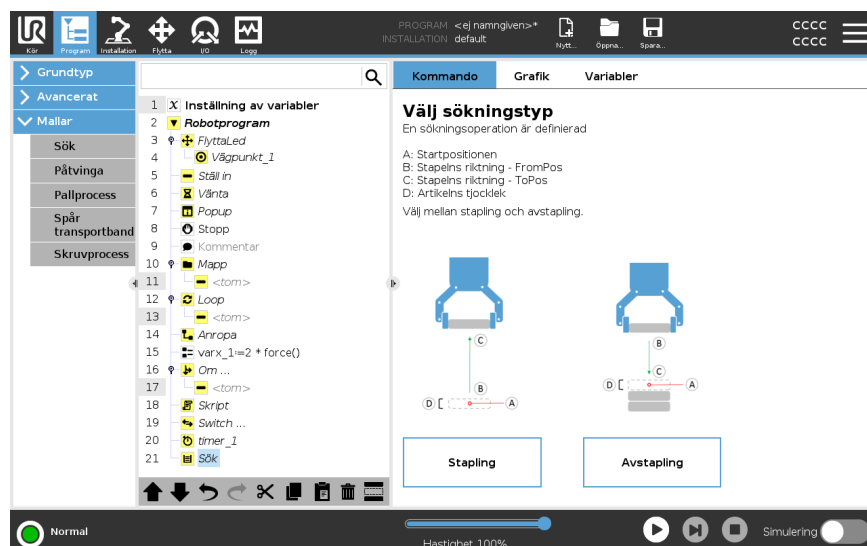 PROGRAM <ej namngiven>*
INSTALLATION default
Kör
Program
Installation
Flytta
I/O
Logg
Nytt...
Öppna...
Spara...
CCCC
CCCC
Grundtyp
Avancerat
Mallar
Sök
Påtvinga
Pallprocess
Spår
transportband
Skruvprocess
1 X Inställning av variabler
2 Robotprogram
3 FlyttaLed
4 Vägpunkt_1
5 Ställ in
6 Vänta
7 Popup
8 Stopp
9 Kommentar
10 Mapp
11 <tom>
12 Loop
13 <tom>
14 Anropa
15 varx_1:=2 * force()
16 Om ...
17 <tom>
18 Skript
19 Switch ...
20 timer_1
21 Sök
Kommando
Grafik
Variabler
Välj sökningstyp
En sökningsoperation är definierad
A: Startpositionen
B: Stapelns riktning - FromPos
C: Stapelns riktning - ToPos
D: Artikelns tjocklek
Välj mellan stapling och avstapling.
C
B
D
A
B
C
D
A
Stapling
Avstapling
Normal
Hastighet 100%
Simulering